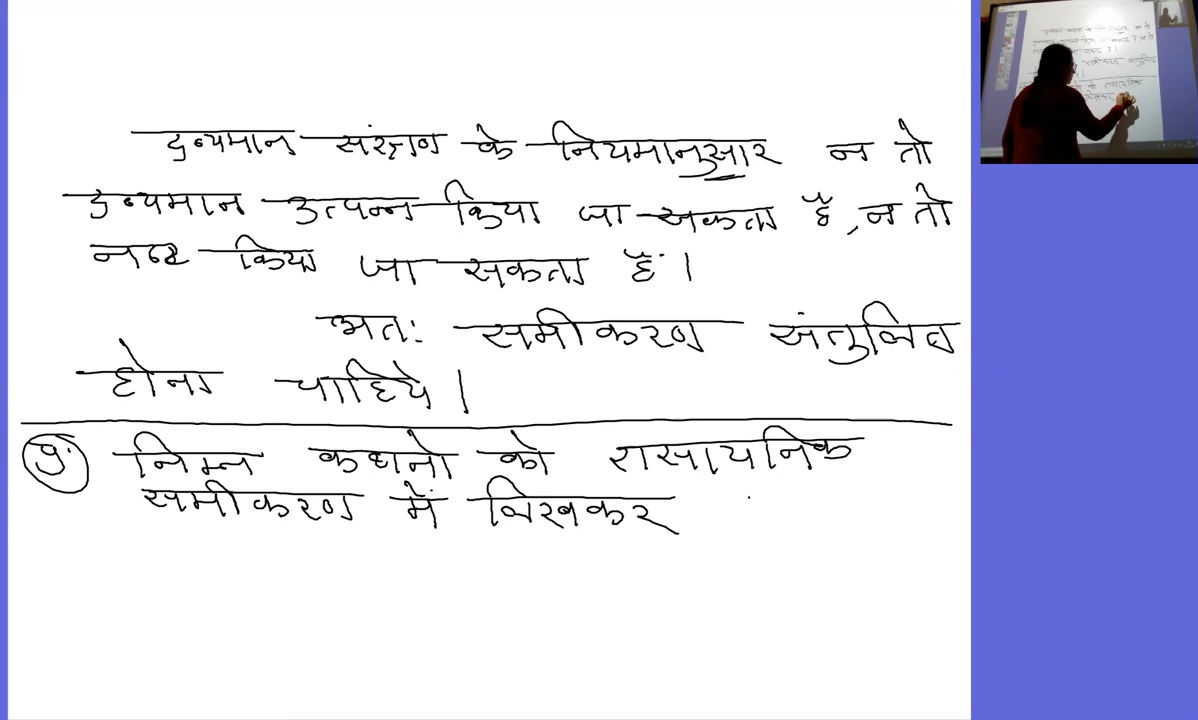 द्रव्यमान संरक्षण के नियमानुसार न तो
द्रव्यमान उत्पन्न किया जा सकता है, न तो
नष्ट किया जा सकता है।
अतः समीकरण संतुलित
होना चाहिये।
प्र. निम्न कथनो को रासायनिक
समीकरण में लिखकर